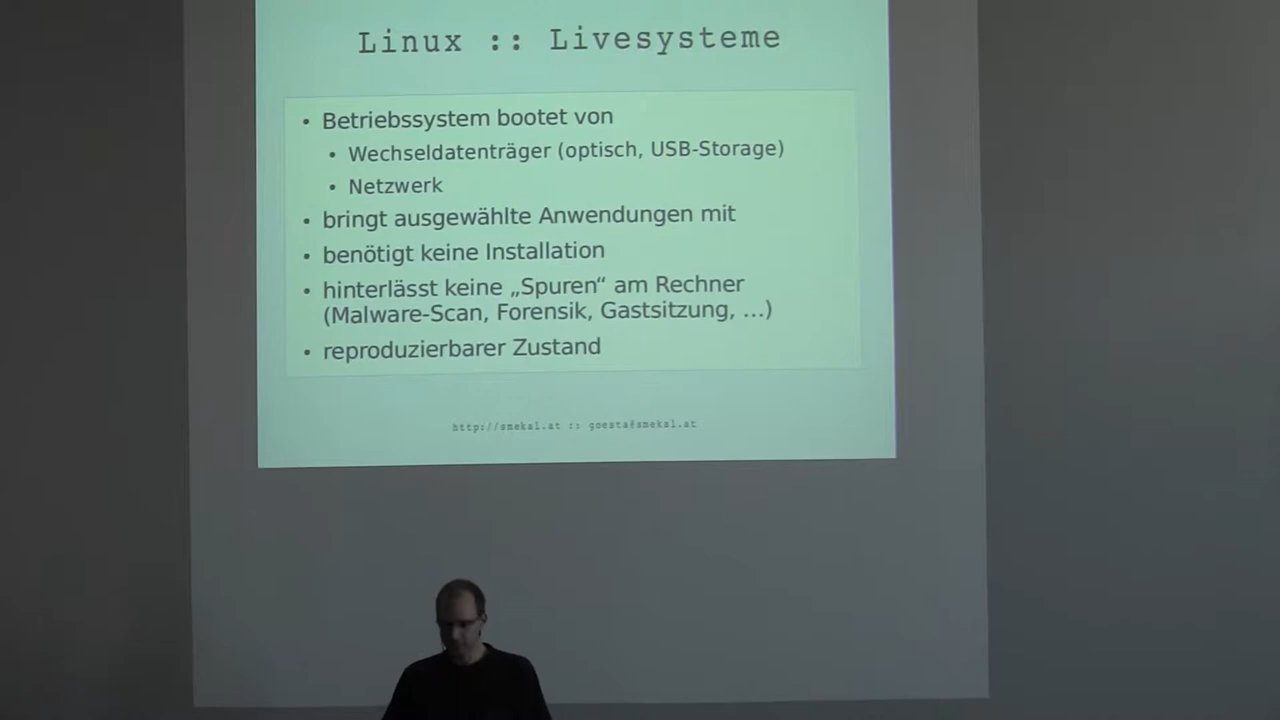 Linux :: Livesysteme
• Betriebssystem bootet von
• Wechseldatenträger (optisch, USB-Storage)
• Netzwerk
• bringt ausgewählte Anwendungen mit
• benötigt keine Installation
• hinterlässt keine „Spuren“ am Rechner
(Malware-Scan, Forensik, Gastsitzung, …)
• reproduzierbarer Zustand
http://smekal.at :: goesta@smekal.at